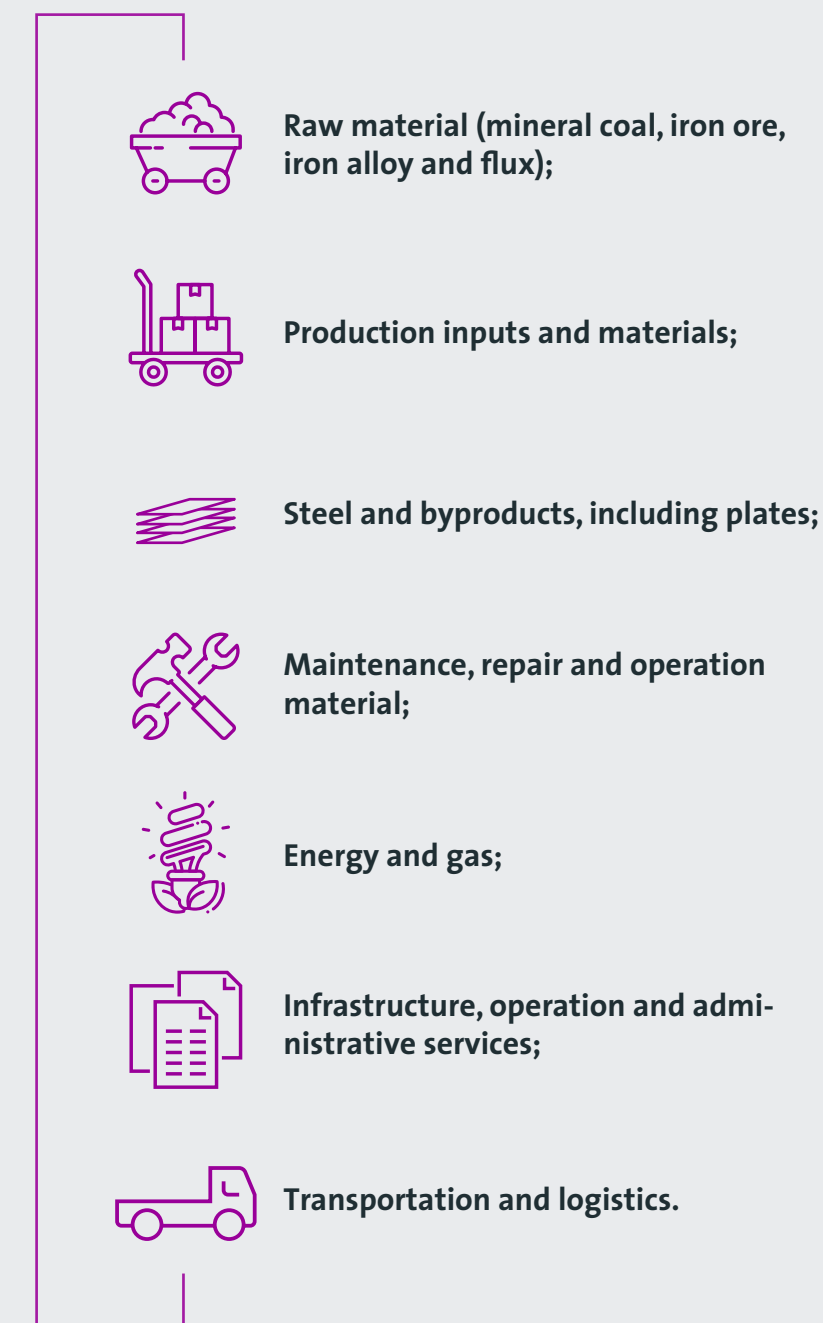 Raw material (mineral coal, iron ore,
iron alloy and flux);
Production inputs and materials;
Steel and byproducts, including plates;
Maintenance, repair and operation
material;
Energy and gas;
Infrastructure, operation and admi-
nistrative services;
Transportation and logistics.